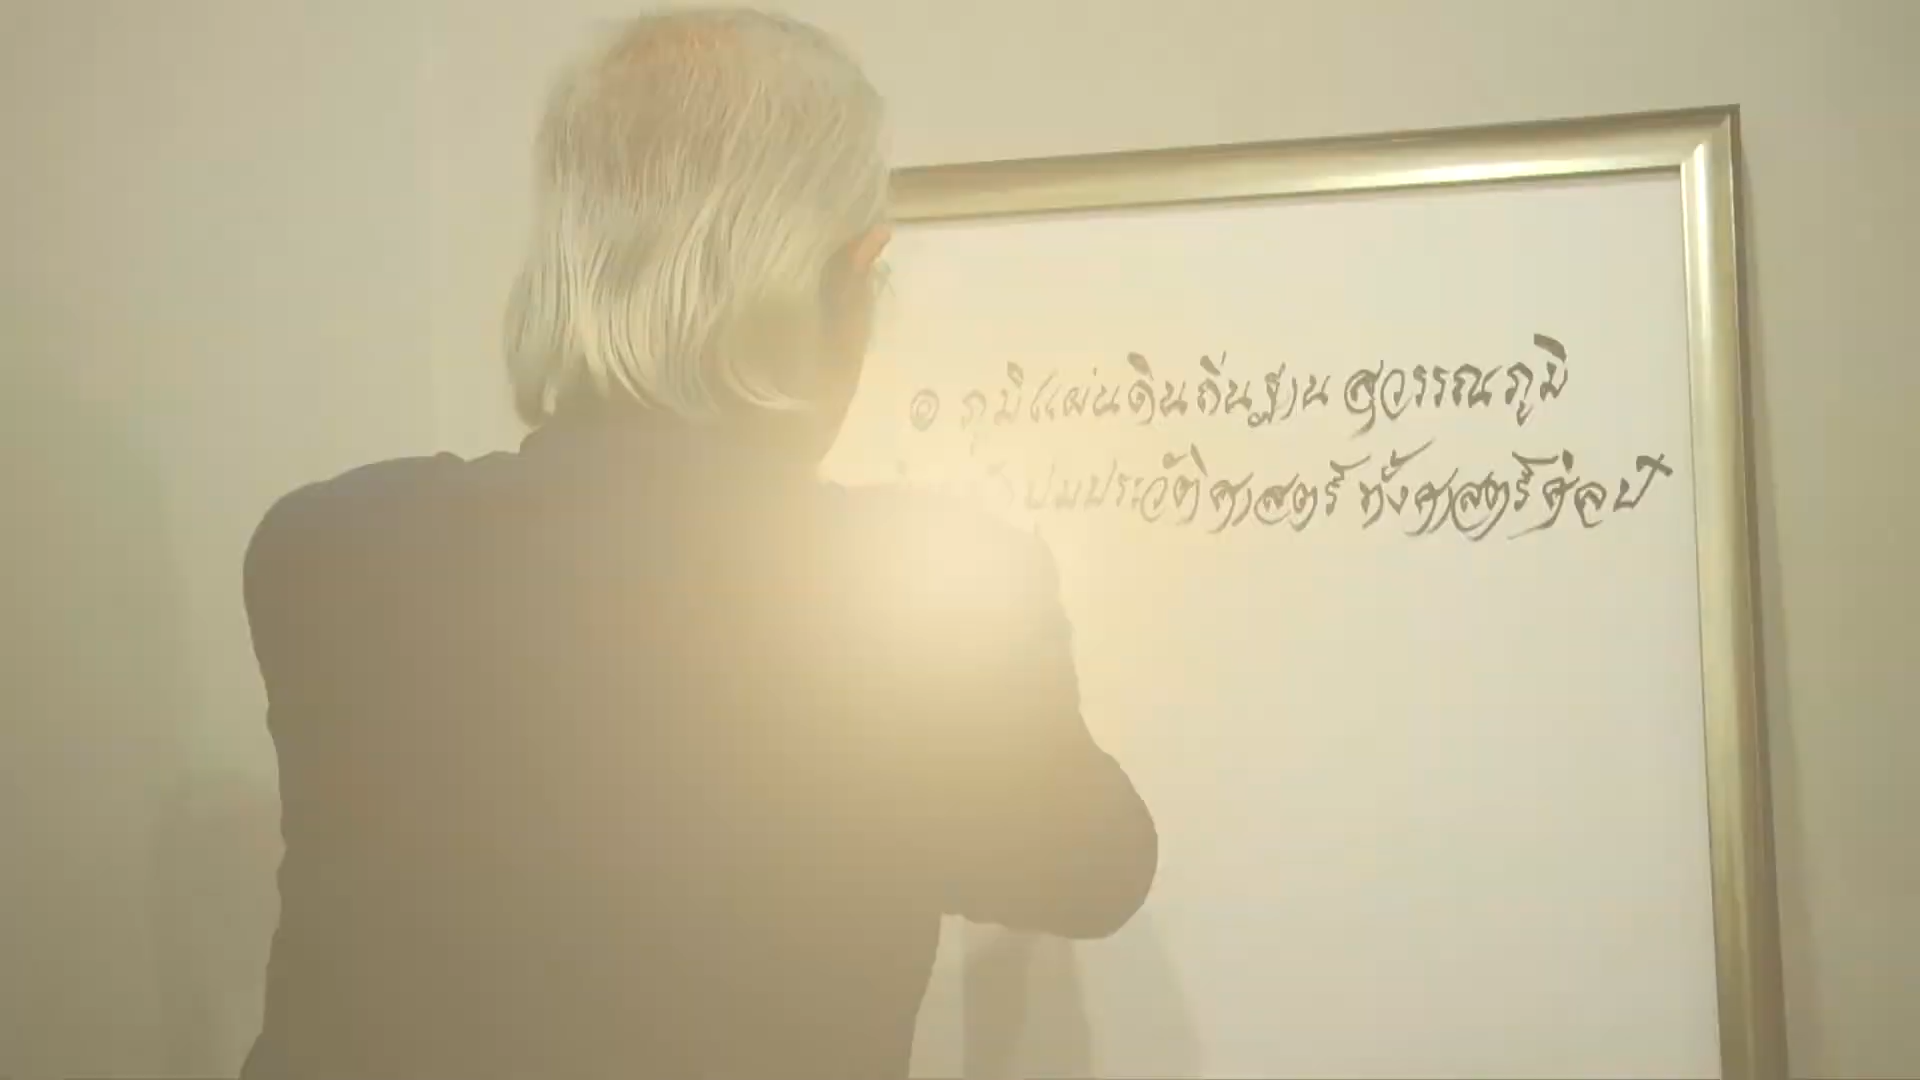 ๏ ภูมิแผ่นดินถิ่นฐาน สุวรรณภูมิ
ปมประวัติศาสตร์ ทั้งศาสตร์ศิลป์